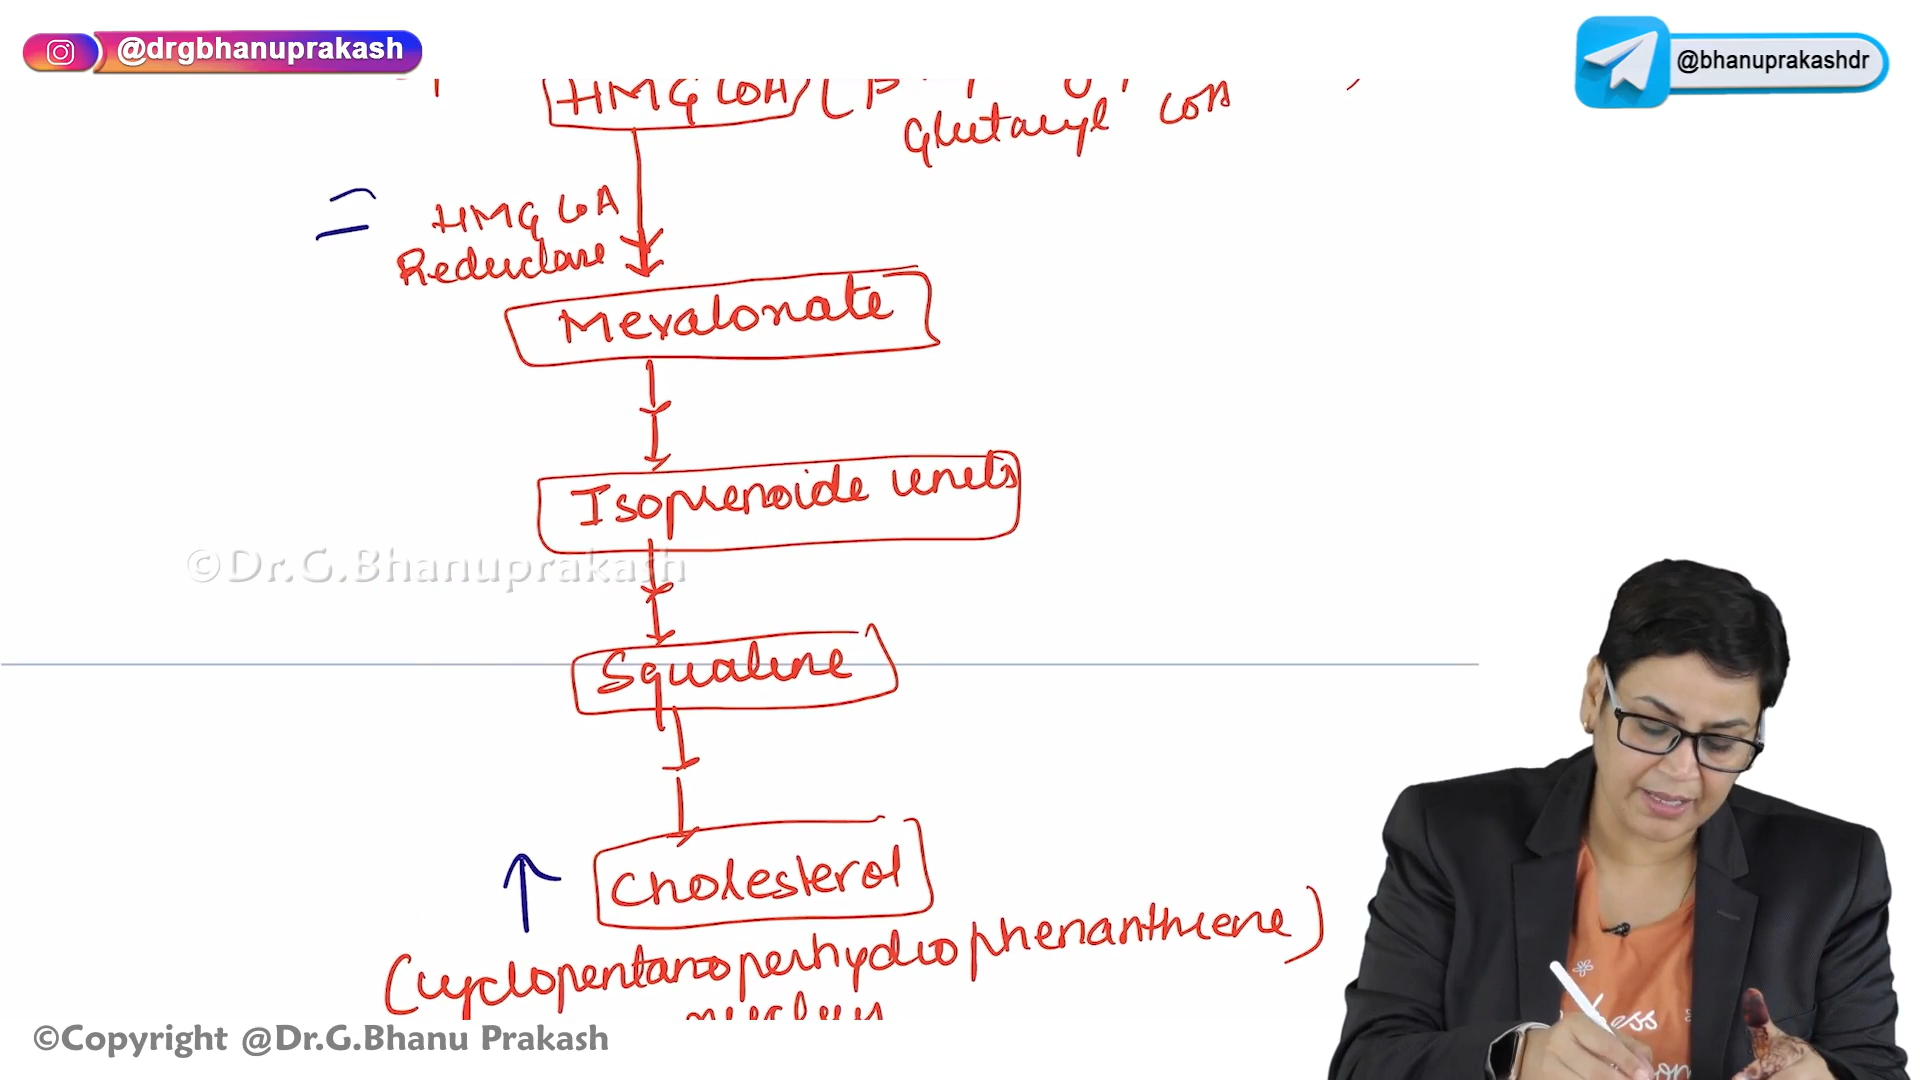 @drgbhanuprakash
@bhanuprakashdr
HMG CoA
Glutaryl CoA
HMG CoA
Reductase
Mevalonate
Isoprenoide units
©Dr.G.Bhanuprakash
Squalene
Cholesterol
(cyclopentanoperhydrophenanthrene)
©Copyright @Dr.G.Bhanu Prakash